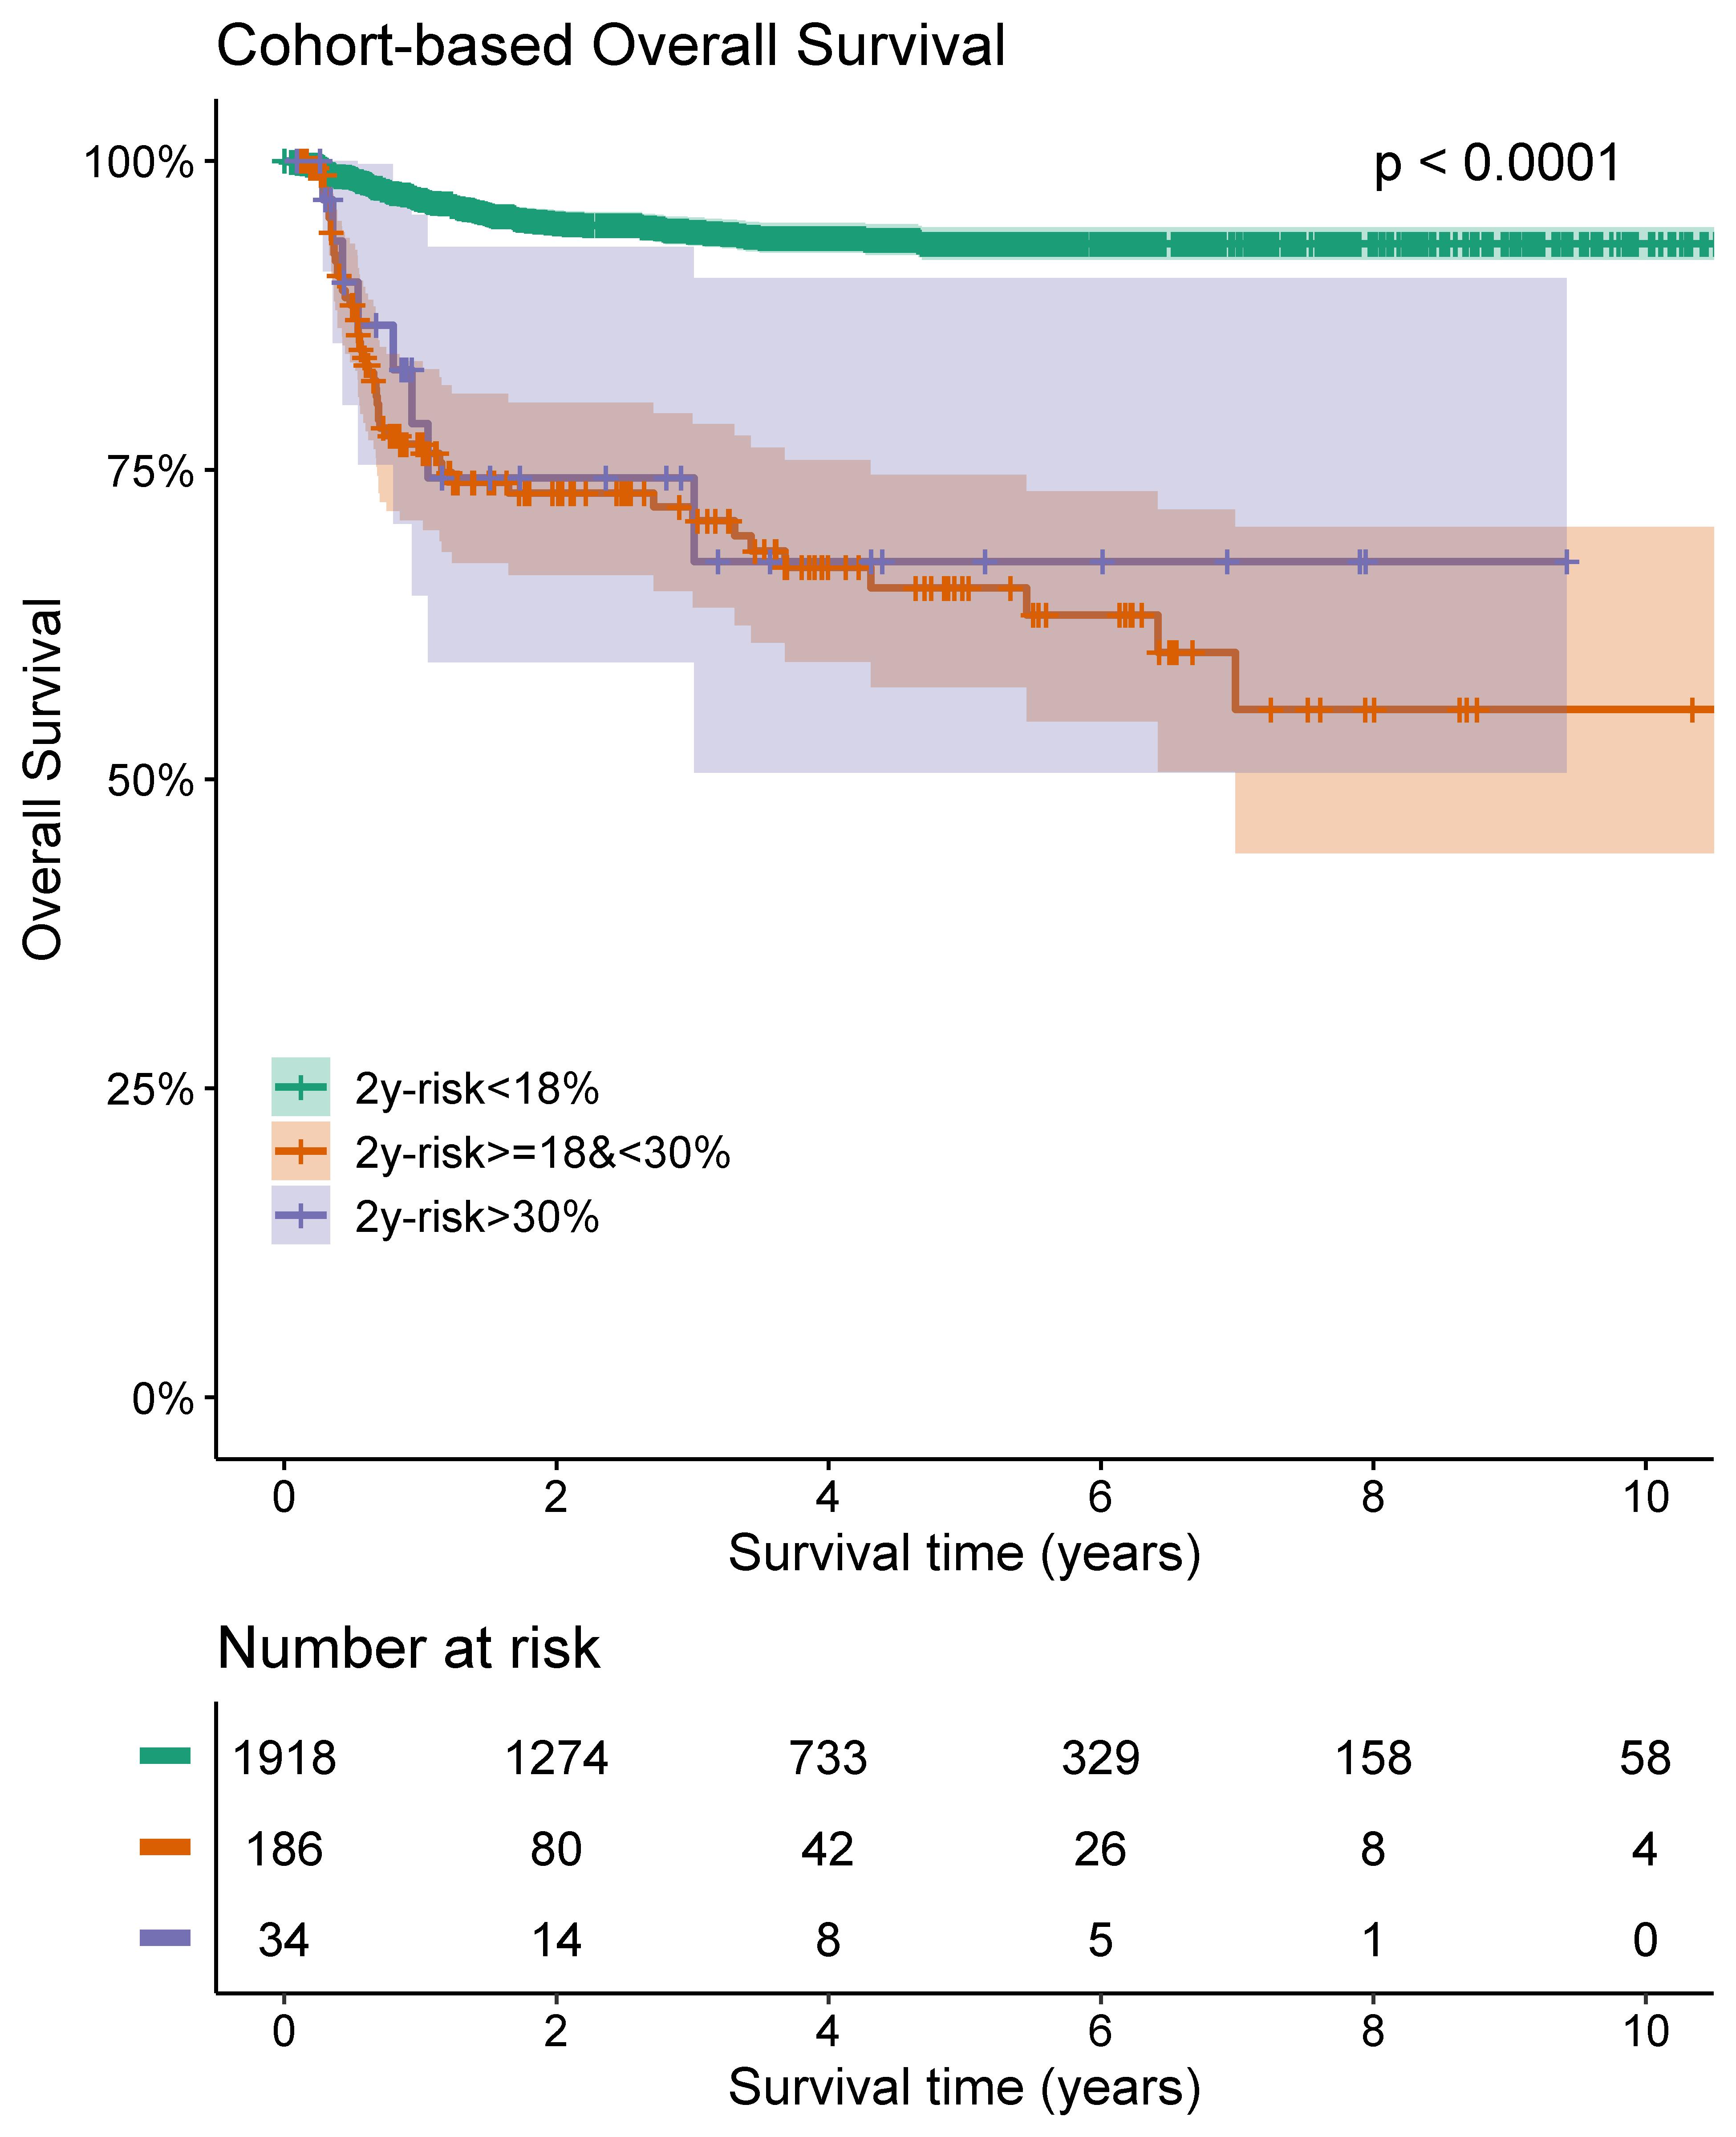 Cohort-based Overall Survival
p < 0.0001
100%
75%
50%
25%
0%
Overall Survival
2y-risk<18%
2y-risk>=18&<30%
2y-risk>30%
0 2 4 6 8 10
Survival time (years)
Number at risk
1918 1274 733 329 158 58
186 80 42 26 8 4
34 14 8 5 1 0
0 2 4 6 8 10
Survival time (years)